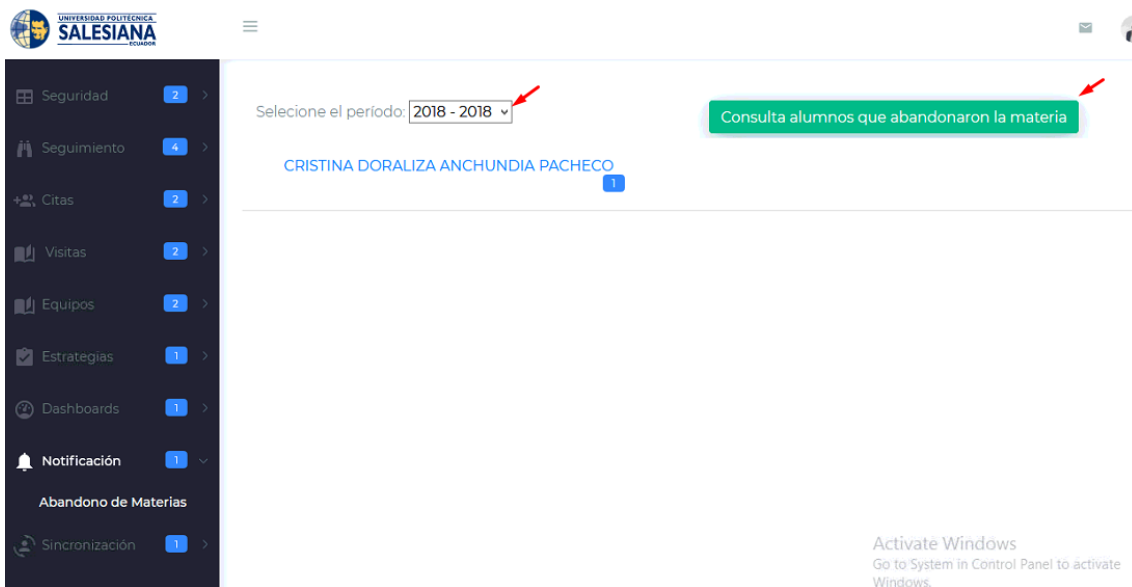 UNIVERSIDAD POLITÉCNICA
SALESIANA
ECUADOR
Seguridad 2
Seguimiento 4
Citas 2
Visitas 2
Equipos 2
Estrategias 1
Dashboards 1
Notificación 1
Abandono de Materias
Sincronización 1
Selecione el período: 2018 - 2018
Consulta alumnos que abandonaron la materia
CRISTINA DORALIZA ANCHUNDIA PACHECO
1
Activate Windows
Go to System in Control Panel to activate
Windows.